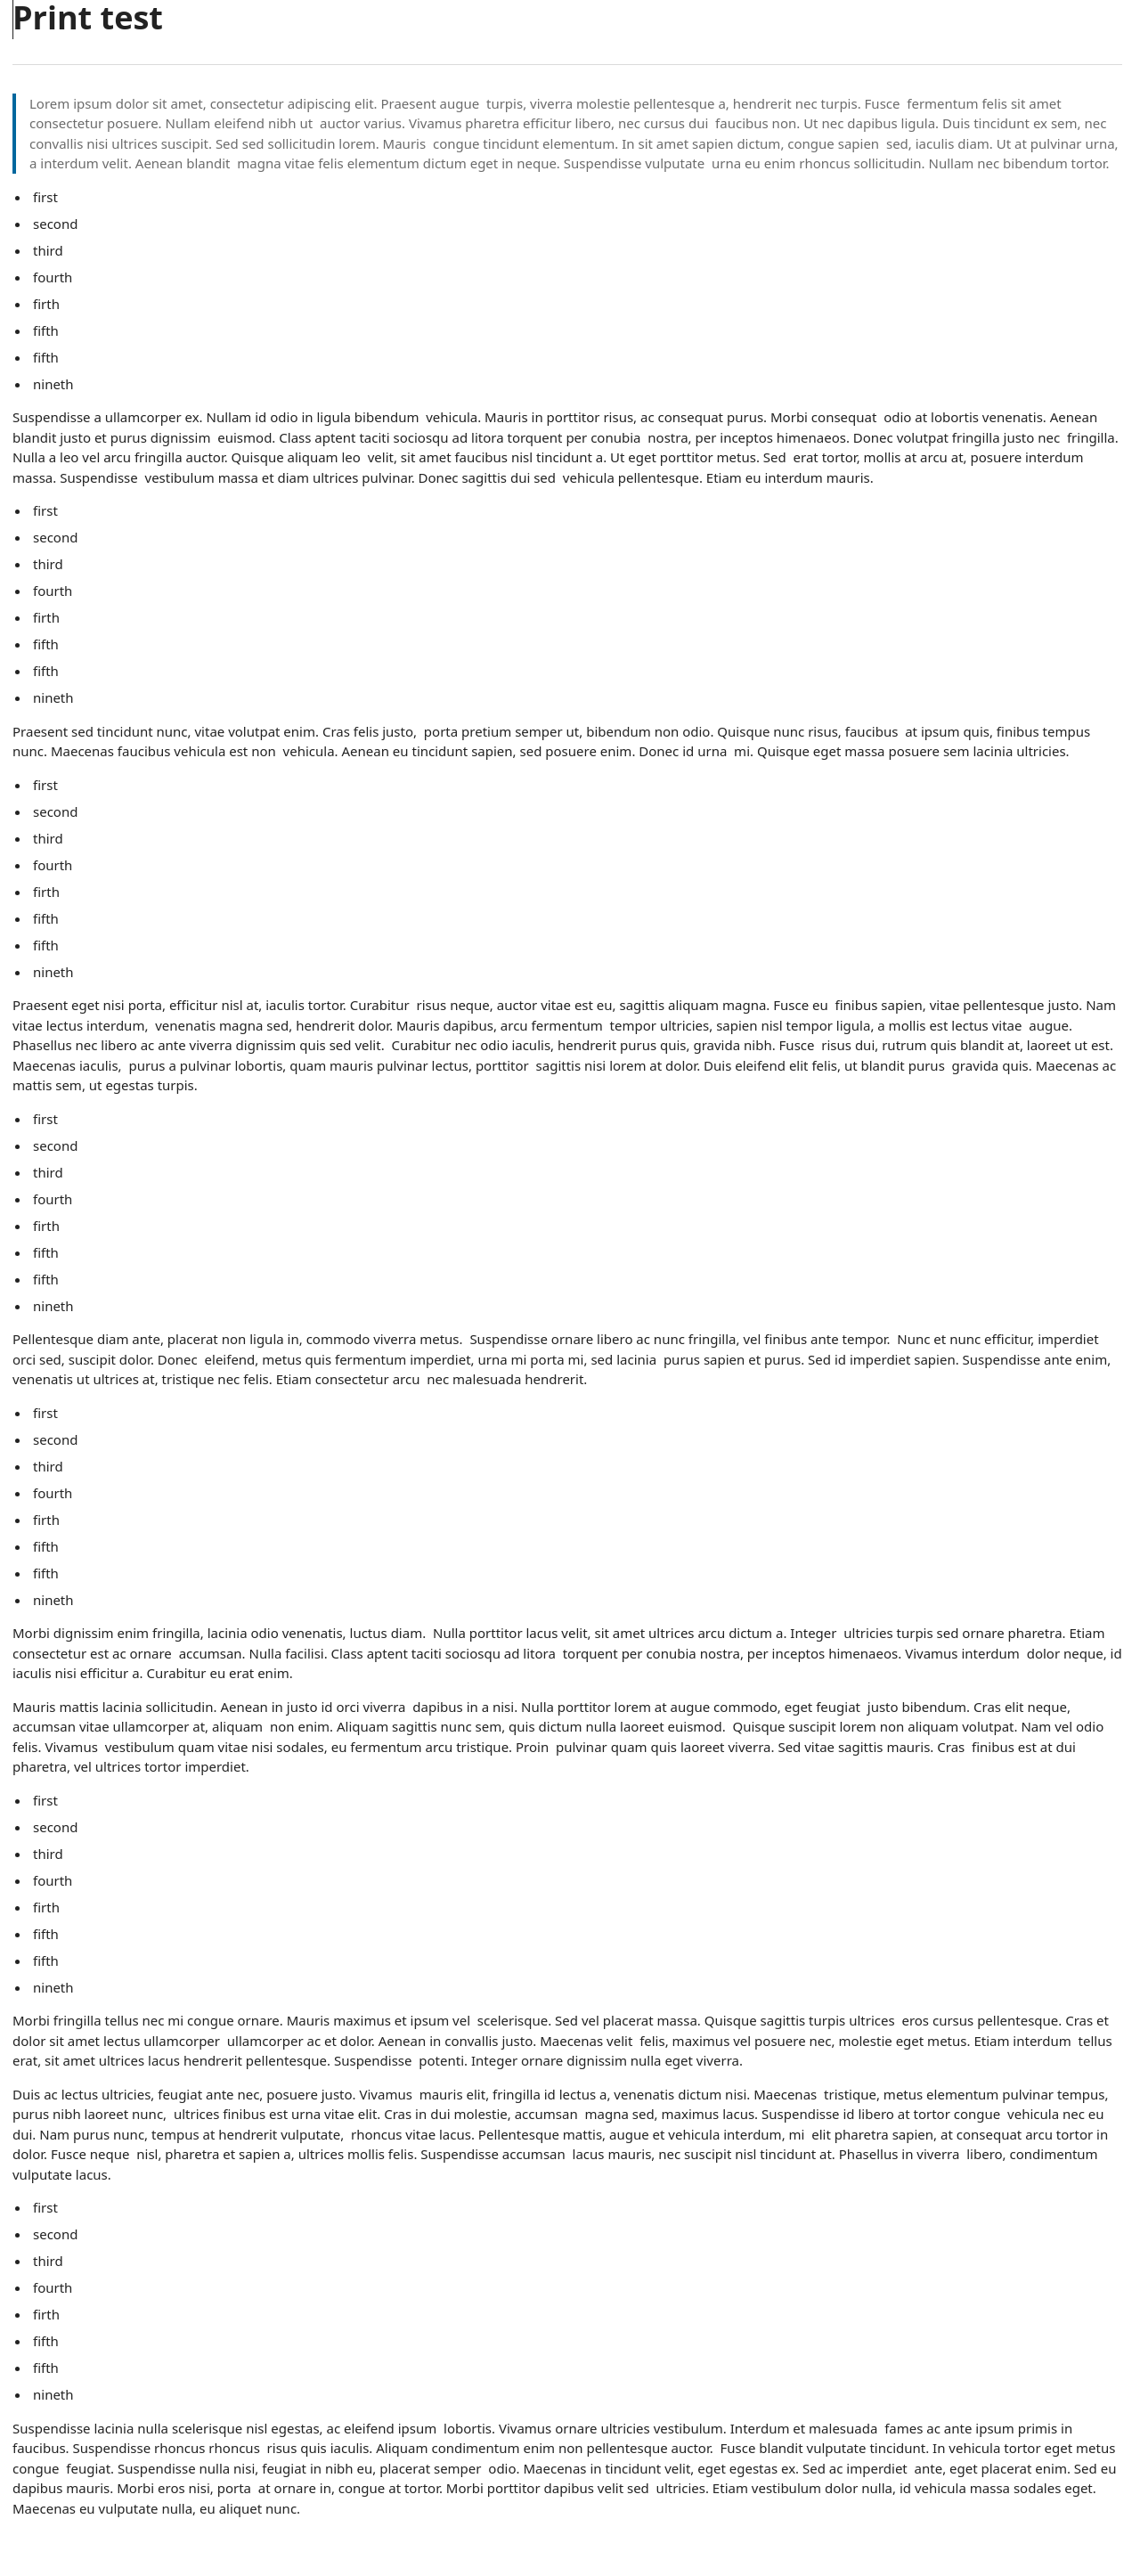 Print test
Lorem ipsum dolor sit amet, consectetur adipiscing elit. Praesent augue  turpis, viverra molestie pellentesque a, hendrerit nec turpis. Fusce  fermentum felis sit amet
consectetur posuere. Nullam eleifend nibh ut  auctor varius. Vivamus pharetra efficitur libero, nec cursus dui  faucibus non. Ut nec dapibus ligula. Duis tincidunt ex sem, nec
convallis nisi ultrices suscipit. Sed sed sollicitudin lorem. Mauris  congue tincidunt elementum. In sit amet sapien dictum, congue sapien  sed, iaculis diam. Ut at pulvinar urna,
a interdum velit. Aenean blandit  magna vitae felis elementum dictum eget in neque. Suspendisse vulputate  urna eu enim rhoncus sollicitudin. Nullam nec bibendum tortor.
• first
• second
• third
• fourth
• firth
• fifth
• fifth
• nineth
Suspendisse a ullamcorper ex. Nullam id odio in ligula bibendum  vehicula. Mauris in porttitor risus, ac consequat purus. Morbi consequat  odio at lobortis venenatis. Aenean
blandit justo et purus dignissim  euismod. Class aptent taciti sociosqu ad litora torquent per conubia  nostra, per inceptos himenaeos. Donec volutpat fringilla justo nec  fringilla.
Nulla a leo vel arcu fringilla auctor. Quisque aliquam leo  velit, sit amet faucibus nisl tincidunt a. Ut eget porttitor metus. Sed  erat tortor, mollis at arcu at, posuere interdum
massa. Suspendisse  vestibulum massa et diam ultrices pulvinar. Donec sagittis dui sed  vehicula pellentesque. Etiam eu interdum mauris.
• first
• second
• third
• fourth
• firth
• fifth
• fifth
• nineth
Praesent sed tincidunt nunc, vitae volutpat enim. Cras felis justo,  porta pretium semper ut, bibendum non odio. Quisque nunc risus, faucibus  at ipsum quis, finibus tempus
nunc. Maecenas faucibus vehicula est non  vehicula. Aenean eu tincidunt sapien, sed posuere enim. Donec id urna  mi. Quisque eget massa posuere sem lacinia ultricies.
• first
• second
• third
• fourth
• firth
• fifth
• fifth
• nineth
Praesent eget nisi porta, efficitur nisl at, iaculis tortor. Curabitur  risus neque, auctor vitae est eu, sagittis aliquam magna. Fusce eu  finibus sapien, vitae pellentesque justo. Nam
vitae lectus interdum,  venenatis magna sed, hendrerit dolor. Mauris dapibus, arcu fermentum  tempor ultricies, sapien nisl tempor ligula, a mollis est lectus vitae  augue.
Phasellus nec libero ac ante viverra dignissim quis sed velit.  Curabitur nec odio iaculis, hendrerit purus quis, gravida nibh. Fusce  risus dui, rutrum quis blandit at, laoreet ut est.
Maecenas iaculis,  purus a pulvinar lobortis, quam mauris pulvinar lectus, porttitor  sagittis nisi lorem at dolor. Duis eleifend elit felis, ut blandit purus  gravida quis. Maecenas ac
mattis sem, ut egestas turpis.
• first
• second
• third
• fourth
• firth
• fifth
• fifth
• nineth
Pellentesque diam ante, placerat non ligula in, commodo viverra metus.  Suspendisse ornare libero ac nunc fringilla, vel finibus ante tempor.  Nunc et nunc efficitur, imperdiet
orci sed, suscipit dolor. Donec  eleifend, metus quis fermentum imperdiet, urna mi porta mi, sed lacinia  purus sapien et purus. Sed id imperdiet sapien. Suspendisse ante enim,
venenatis ut ultrices at, tristique nec felis. Etiam consectetur arcu  nec malesuada hendrerit.
• first
• second
• third
• fourth
• firth
• fifth
• fifth
• nineth
Morbi dignissim enim fringilla, lacinia odio venenatis, luctus diam.  Nulla porttitor lacus velit, sit amet ultrices arcu dictum a. Integer  ultricies turpis sed ornare pharetra. Etiam
consectetur est ac ornare  accumsan. Nulla facilisi. Class aptent taciti sociosqu ad litora  torquent per conubia nostra, per inceptos himenaeos. Vivamus interdum  dolor neque, id
iaculis nisi efficitur a. Curabitur eu erat enim.
Mauris mattis lacinia sollicitudin. Aenean in justo id orci viverra  dapibus in a nisi. Nulla porttitor lorem at augue commodo, eget feugiat  justo bibendum. Cras elit neque,
accumsan vitae ullamcorper at, aliquam  non enim. Aliquam sagittis nunc sem, quis dictum nulla laoreet euismod.  Quisque suscipit lorem non aliquam volutpat. Nam vel odio
felis. Vivamus  vestibulum quam vitae nisi sodales, eu fermentum arcu tristique. Proin  pulvinar quam quis laoreet viverra. Sed vitae sagittis mauris. Cras  finibus est at dui
pharetra, vel ultrices tortor imperdiet.
• first
• second
• third
• fourth
• firth
• fifth
• fifth
• nineth
Morbi fringilla tellus nec mi congue ornare. Mauris maximus et ipsum vel  scelerisque. Sed vel placerat massa. Quisque sagittis turpis ultrices  eros cursus pellentesque. Cras et
dolor sit amet lectus ullamcorper  ullamcorper ac et dolor. Aenean in convallis justo. Maecenas velit  felis, maximus vel posuere nec, molestie eget metus. Etiam interdum  tellus
erat, sit amet ultrices lacus hendrerit pellentesque. Suspendisse  potenti. Integer ornare dignissim nulla eget viverra.
Duis ac lectus ultricies, feugiat ante nec, posuere justo. Vivamus  mauris elit, fringilla id lectus a, venenatis dictum nisi. Maecenas  tristique, metus elementum pulvinar tempus,
purus nibh laoreet nunc,  ultrices finibus est urna vitae elit. Cras in dui molestie, accumsan  magna sed, maximus lacus. Suspendisse id libero at tortor congue  vehicula nec eu
dui. Nam purus nunc, tempus at hendrerit vulputate,  rhoncus vitae lacus. Pellentesque mattis, augue et vehicula interdum, mi  elit pharetra sapien, at consequat arcu tortor in
dolor. Fusce neque  nisl, pharetra et sapien a, ultrices mollis felis. Suspendisse accumsan  lacus mauris, nec suscipit nisl tincidunt at. Phasellus in viverra  libero, condimentum
vulputate lacus.
• first
• second
• third
• fourth
• firth
• fifth
• fifth
• nineth
Suspendisse lacinia nulla scelerisque nisl egestas, ac eleifend ipsum  lobortis. Vivamus ornare ultricies vestibulum. Interdum et malesuada  fames ac ante ipsum primis in
faucibus. Suspendisse rhoncus rhoncus  risus quis iaculis. Aliquam condimentum enim non pellentesque auctor.  Fusce blandit vulputate tincidunt. In vehicula tortor eget metus
congue  feugiat. Suspendisse nulla nisi, feugiat in nibh eu, placerat semper  odio. Maecenas in tincidunt velit, eget egestas ex. Sed ac imperdiet  ante, eget placerat enim. Sed eu
dapibus mauris. Morbi eros nisi, porta  at ornare in, congue at tortor. Morbi porttitor dapibus velit sed  ultricies. Etiam vestibulum dolor nulla, id vehicula massa sodales eget.
Maecenas eu vulputate nulla, eu aliquet nunc.